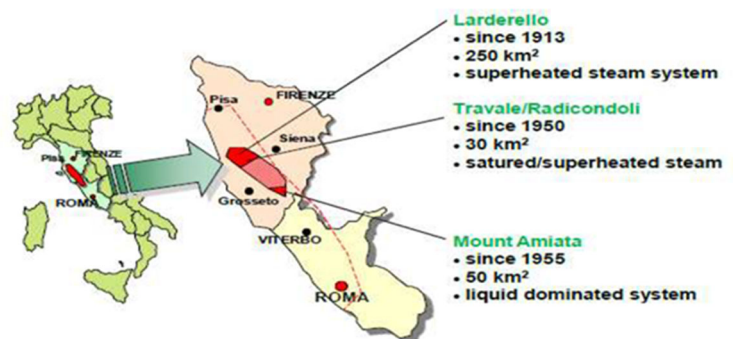 Larderello
• since 1913
• 250 km²
• superheated steam system
Travale/Radicondoli
• since 1950
• 30 km²
• satured/superheated steam
Mount Amiata
• since 1955
• 50 km²
• liquid dominated system
Pisa
FIRENZE
Siena
Grosseto
VITERBO
ROMA
Pisa
FIRENZE
ROMA